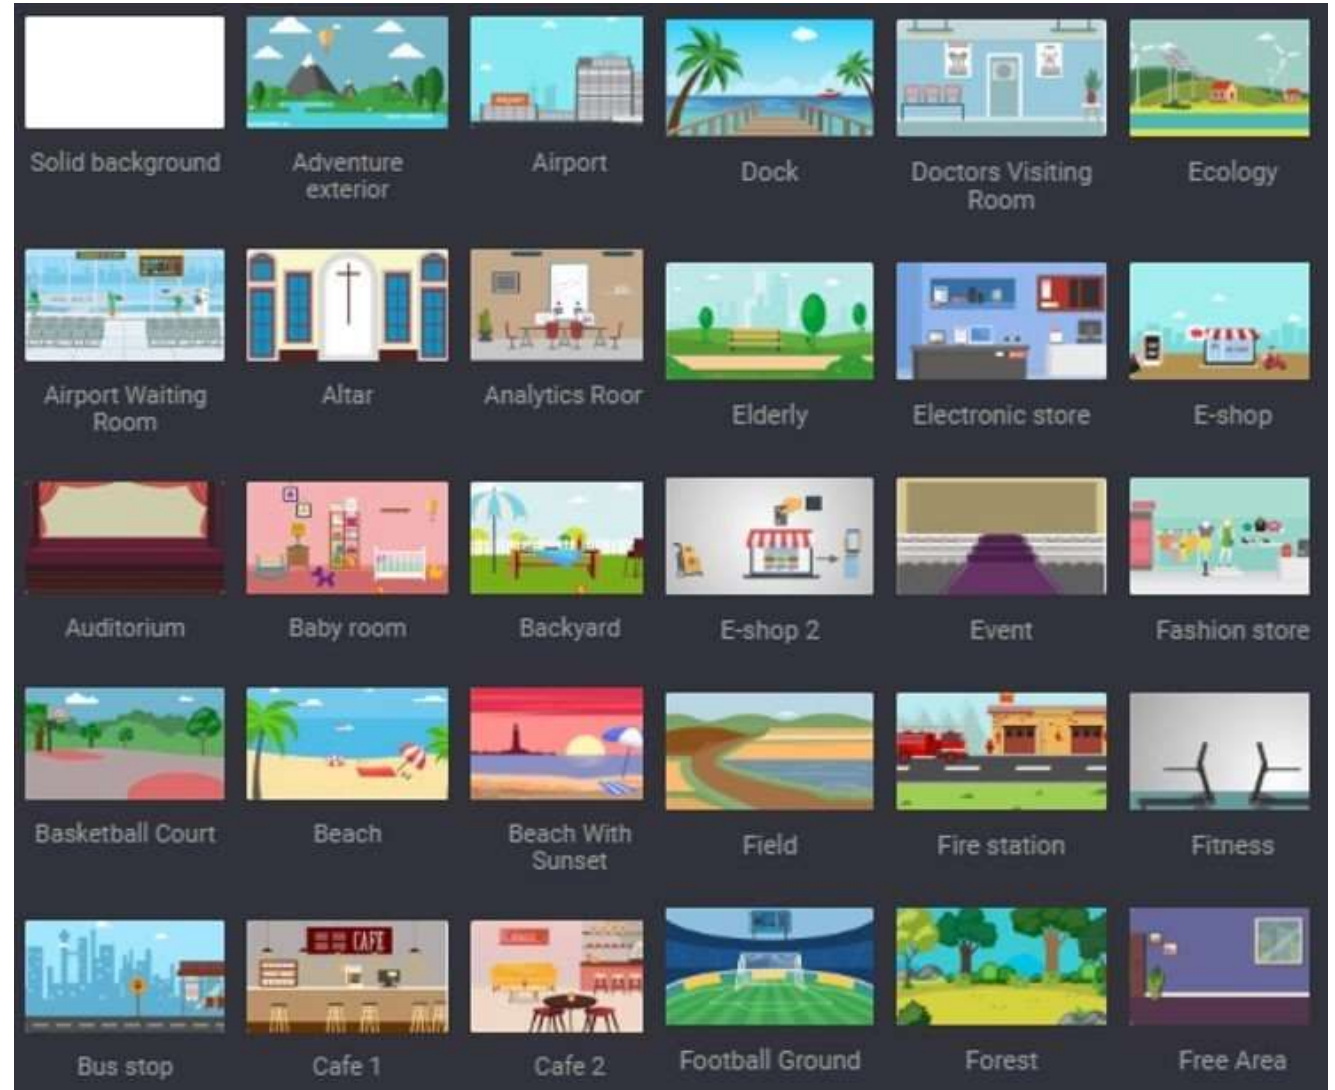 Solid background
Adventure
exterior
Airport
Dock
Doctors Visiting
Room
Ecology
Airport Waiting
Room
Altar
Analytics Roor
Elderly
Electronic store
E-shop
Auditorium
Baby room
Backyard
E-shop 2
Event
Fashion store
Basketball Court
Beach
Beach With
Sunset
Field
Fire station
Fitness
CAFE
Bus stop
Cafe 1
Cafe 2
Football Ground
Forest
Free Area